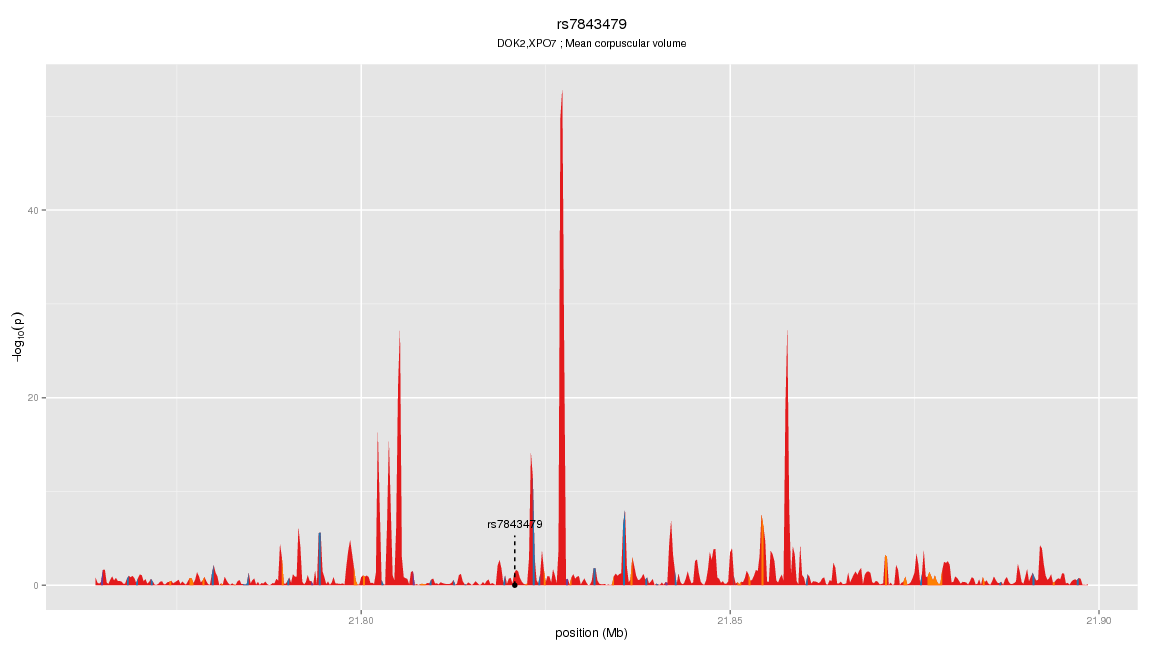 rs7843479
DOK2,XPO7 ; Mean corpuscular volume
−log10(p)
40
20
0
rs7843479
21.80
21.85
21.90
position (Mb)